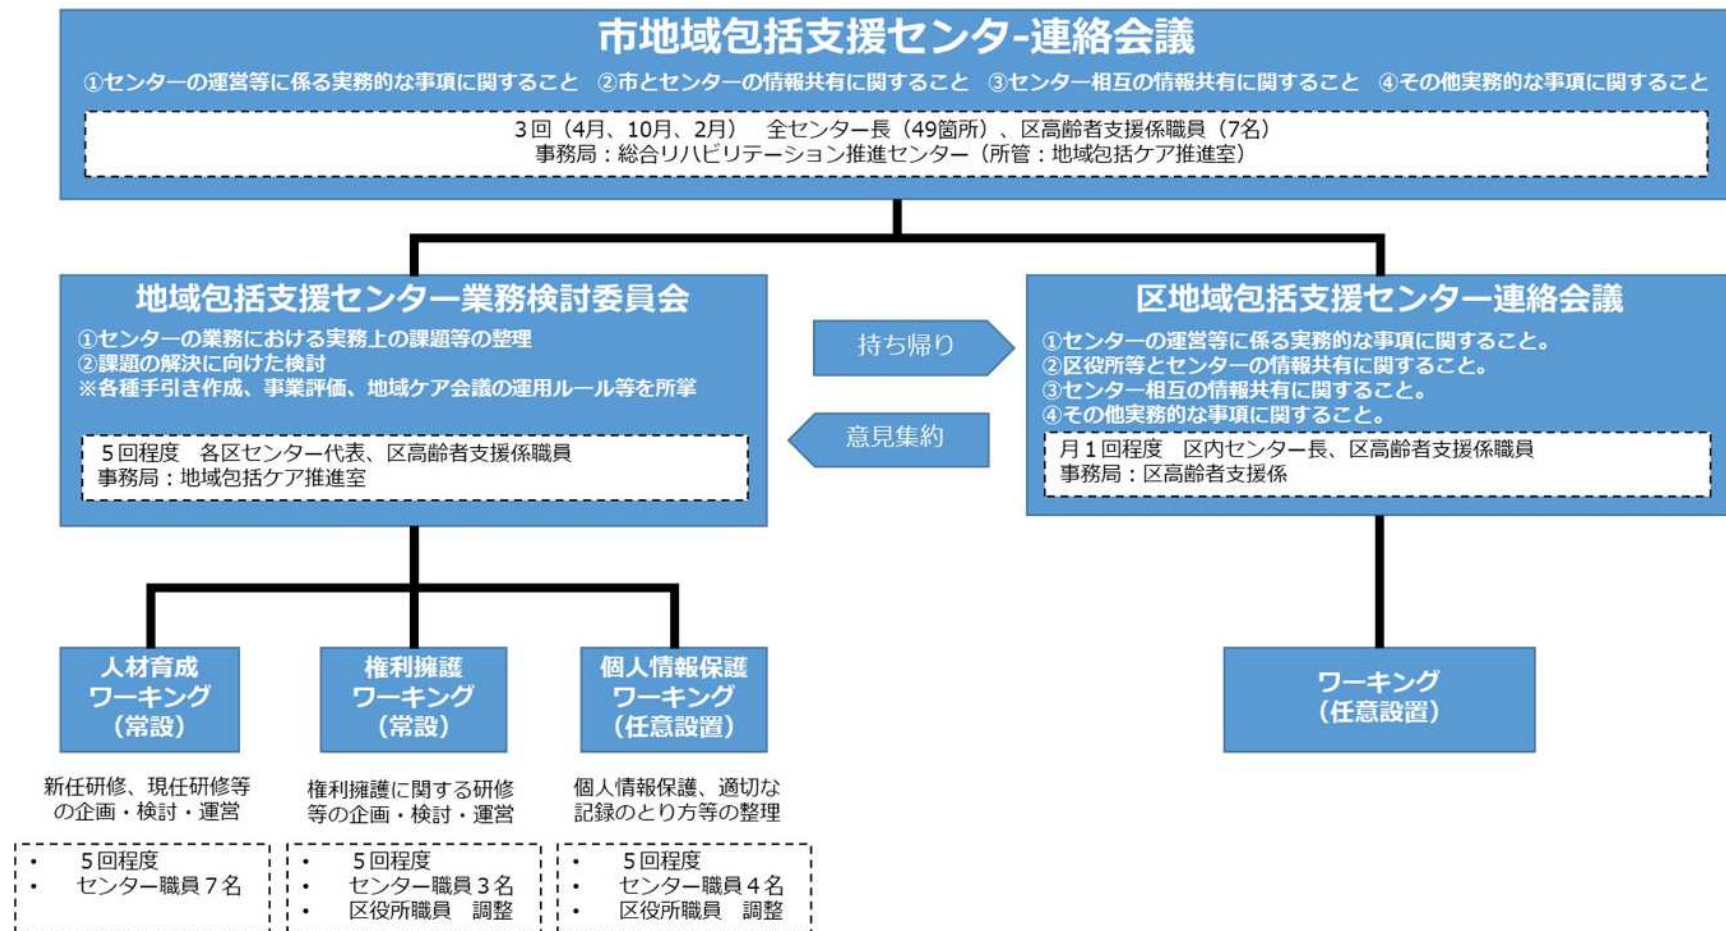 市地域包括支援センタ-連絡会議
①センターの運営等に係る実務的な事項に関すること ②市とセンターの情報共有に関すること ③センター相互の情報共有に関すること ④その他実務的な事項に関すること
３回（4月、10月、2月） 全センター長（49箇所）、区高齢者支援係職員（7名）
事務局：総合リハビリテーション推進センター（所管：地域包括ケア推進室）
地域包括支援センター業務検討委員会
①センターの業務における実務上の課題等の整理
②課題の解決に向けた検討
※各種手引き作成、事業評価、地域ケア会議の運用ルール等を所掌
５回程度 各区センター代表、区高齢者支援係職員
事務局：地域包括ケア推進室
持ち帰り
意見集約
区地域包括支援センター連絡会議
①センターの運営等に係る実務的な事項に関すること。
②区役所等とセンターの情報共有に関すること。
③センター相互の情報共有に関すること。
④その他実務的な事項に関すること。
月１回程度 区内センター長、区高齢者支援係職員
事務局：区高齢者支援係
人材育成
ワーキング
（常設）
新任研修、現任研修等
の企画・検討・運営
• ５回程度
• センター職員７名
権利擁護
ワーキング
（常設）
権利擁護に関する研修
等の企画・検討・運営
• ５回程度
• センター職員３名
• 区役所職員 調整
個人情報保護
ワーキング
（任意設置）
個人情報保護、適切な
記録のとり方等の整理
• ５回程度
• センター職員４名
• 区役所職員 調整
ワーキング
（任意設置）